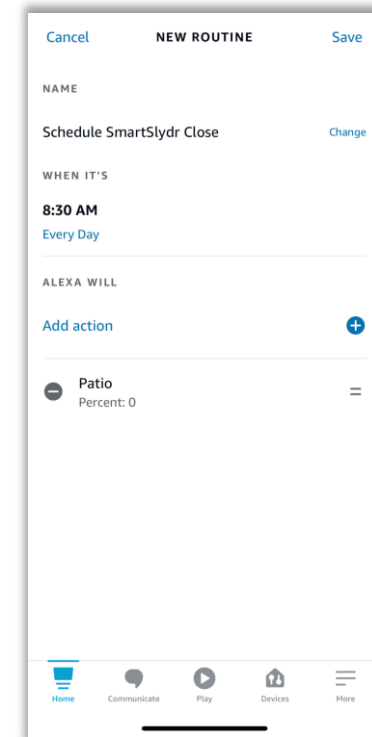 Cancel NEW ROUTINE Save
NAME
Schedule SmartSlydr Close Change
WHEN IT'S
8:30 AM
Every Day
ALEXA WILL
Add action
Patio
Percent: 0
Home Communicate Play Devices More